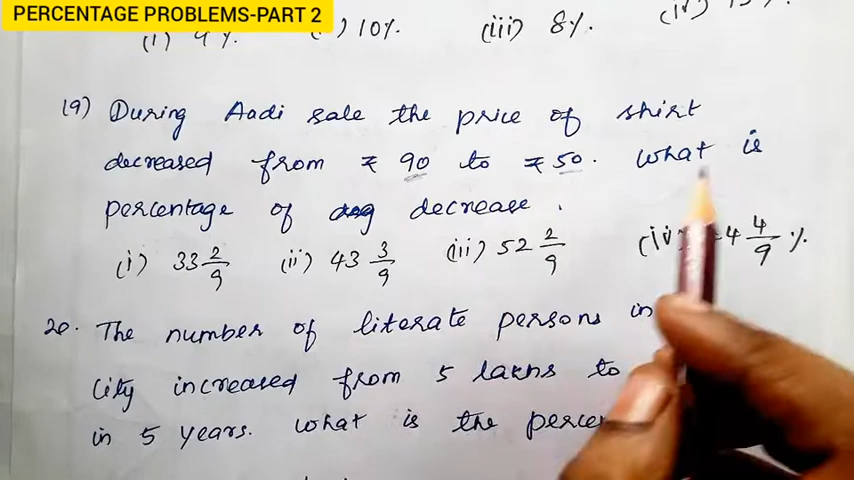 PERCENTAGE PROBLEMS-PART 2
(i) 4%. 10%. (iii) 8%. (iv)
19) During Aadi sale the price of shirt
decreased from ₹ 90 to ₹ 50. What is
percentage of decrease.
(i) 33 2/9 (ii) 43 3/9 (iii) 52 2/9 (iv) 4 4/9 %.
20. The number of literate persons in
city increased from 5 lakhs to
in 5 years. What is the percen